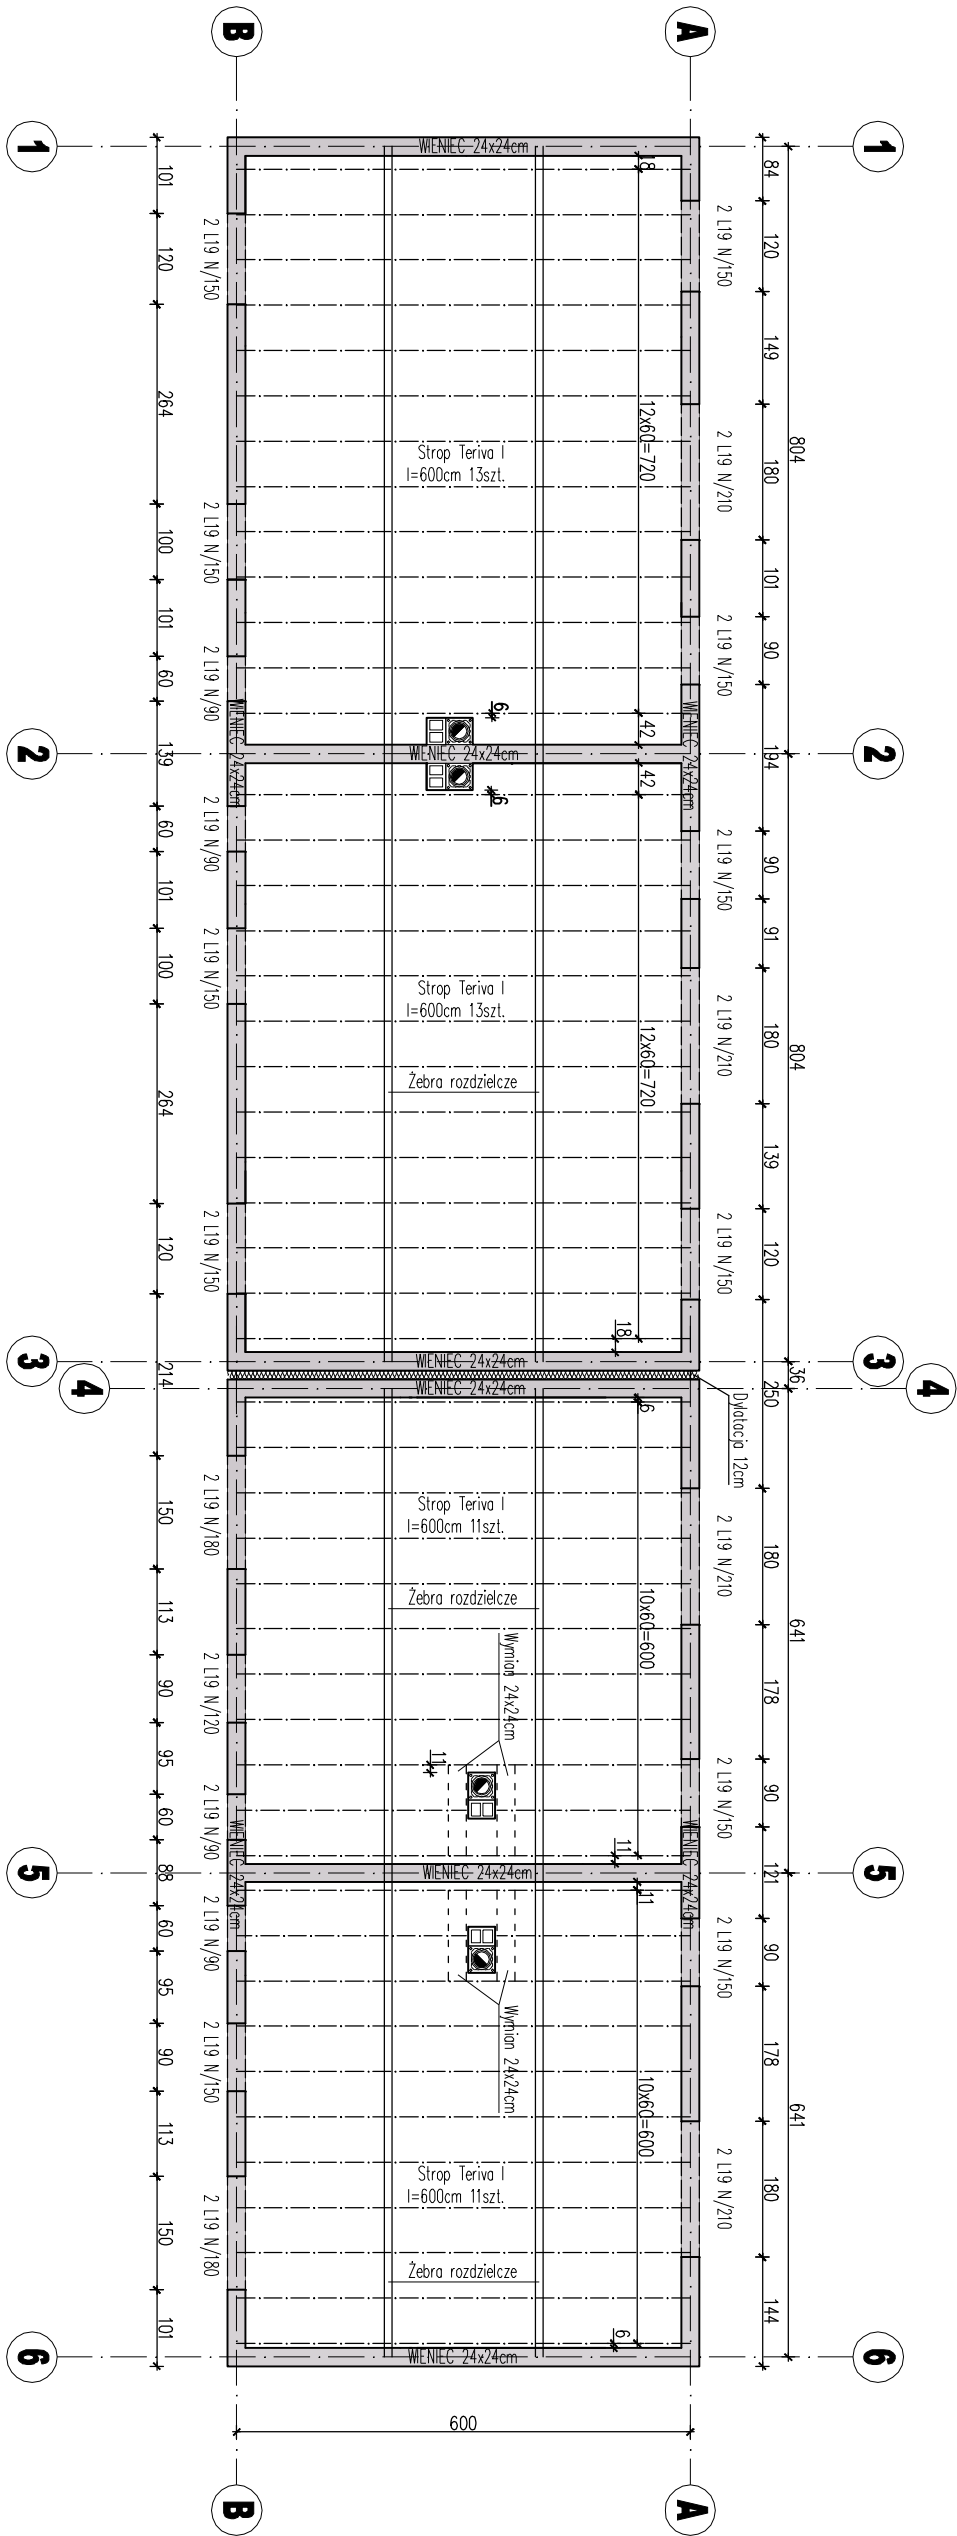 B
A
1
1
WIENIEC 24x24cm
18
101
84
2 L19 N/150
2 L19 N/150
120
120
149
264
12x60=720
804
Strop Teriva I
l=600cm 13szt.
2 L19 N/210
180
2 L19 N/150
100
101
101
2 L19 N/150
90
60
2 L19 N/90
6
WIENIEC 24x24cm
WIENIEC 24x24cm
42
2
139
WIENIEC 24x24cm
194
2
42
6
60
2 L19 N/90
2 L19 N/150
90
101
91
100
2 L19 N/150
Strop Teriva I
l=600cm 13szt.
2 L19 N/210
180
12x60=720
804
Żebra rozdzielcze
264
139
120
2 L19 N/150
2 L19 N/150
120
18
3
214
WIENIEC 24x24cm
36
3
4
WIENIEC 24x24cm
250
4
6
Dylatacja 12cm
Strop Teriva I
l=600cm 11szt.
150
2 L19 N/180
2 L19 N/210
180
Żebra rozdzielcze
113
10x60=600
641
Wymian 24x24cm
90
2 L19 N/120
178
95
11
60
2 L19 N/90
2 L19 N/150
90
11
WIENIEC 24x24cm
WIENIEC 24x24cm
5
88
WIENIEC 24x24cm
121
5
11
60
2 L19 N/90
2 L19 N/150
90
95
Wymian 24x24cm
90
2 L19 N/150
178
10x60=600
641
113
Strop Teriva I
l=600cm 11szt.
2 L19 N/210
180
150
2 L19 N/180
Żebra rozdzielcze
101
144
6
6
WIENIEC 24x24cm
6
600
B
A